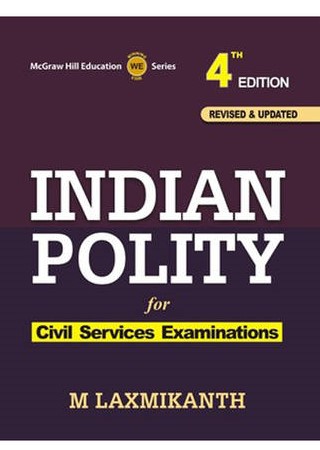 McGraw Hill Education WE Series
4TH EDITION
REVISED & UPDATED
INDIAN
POLITY
for
Civil Services Examinations
M LAXMIKANTH